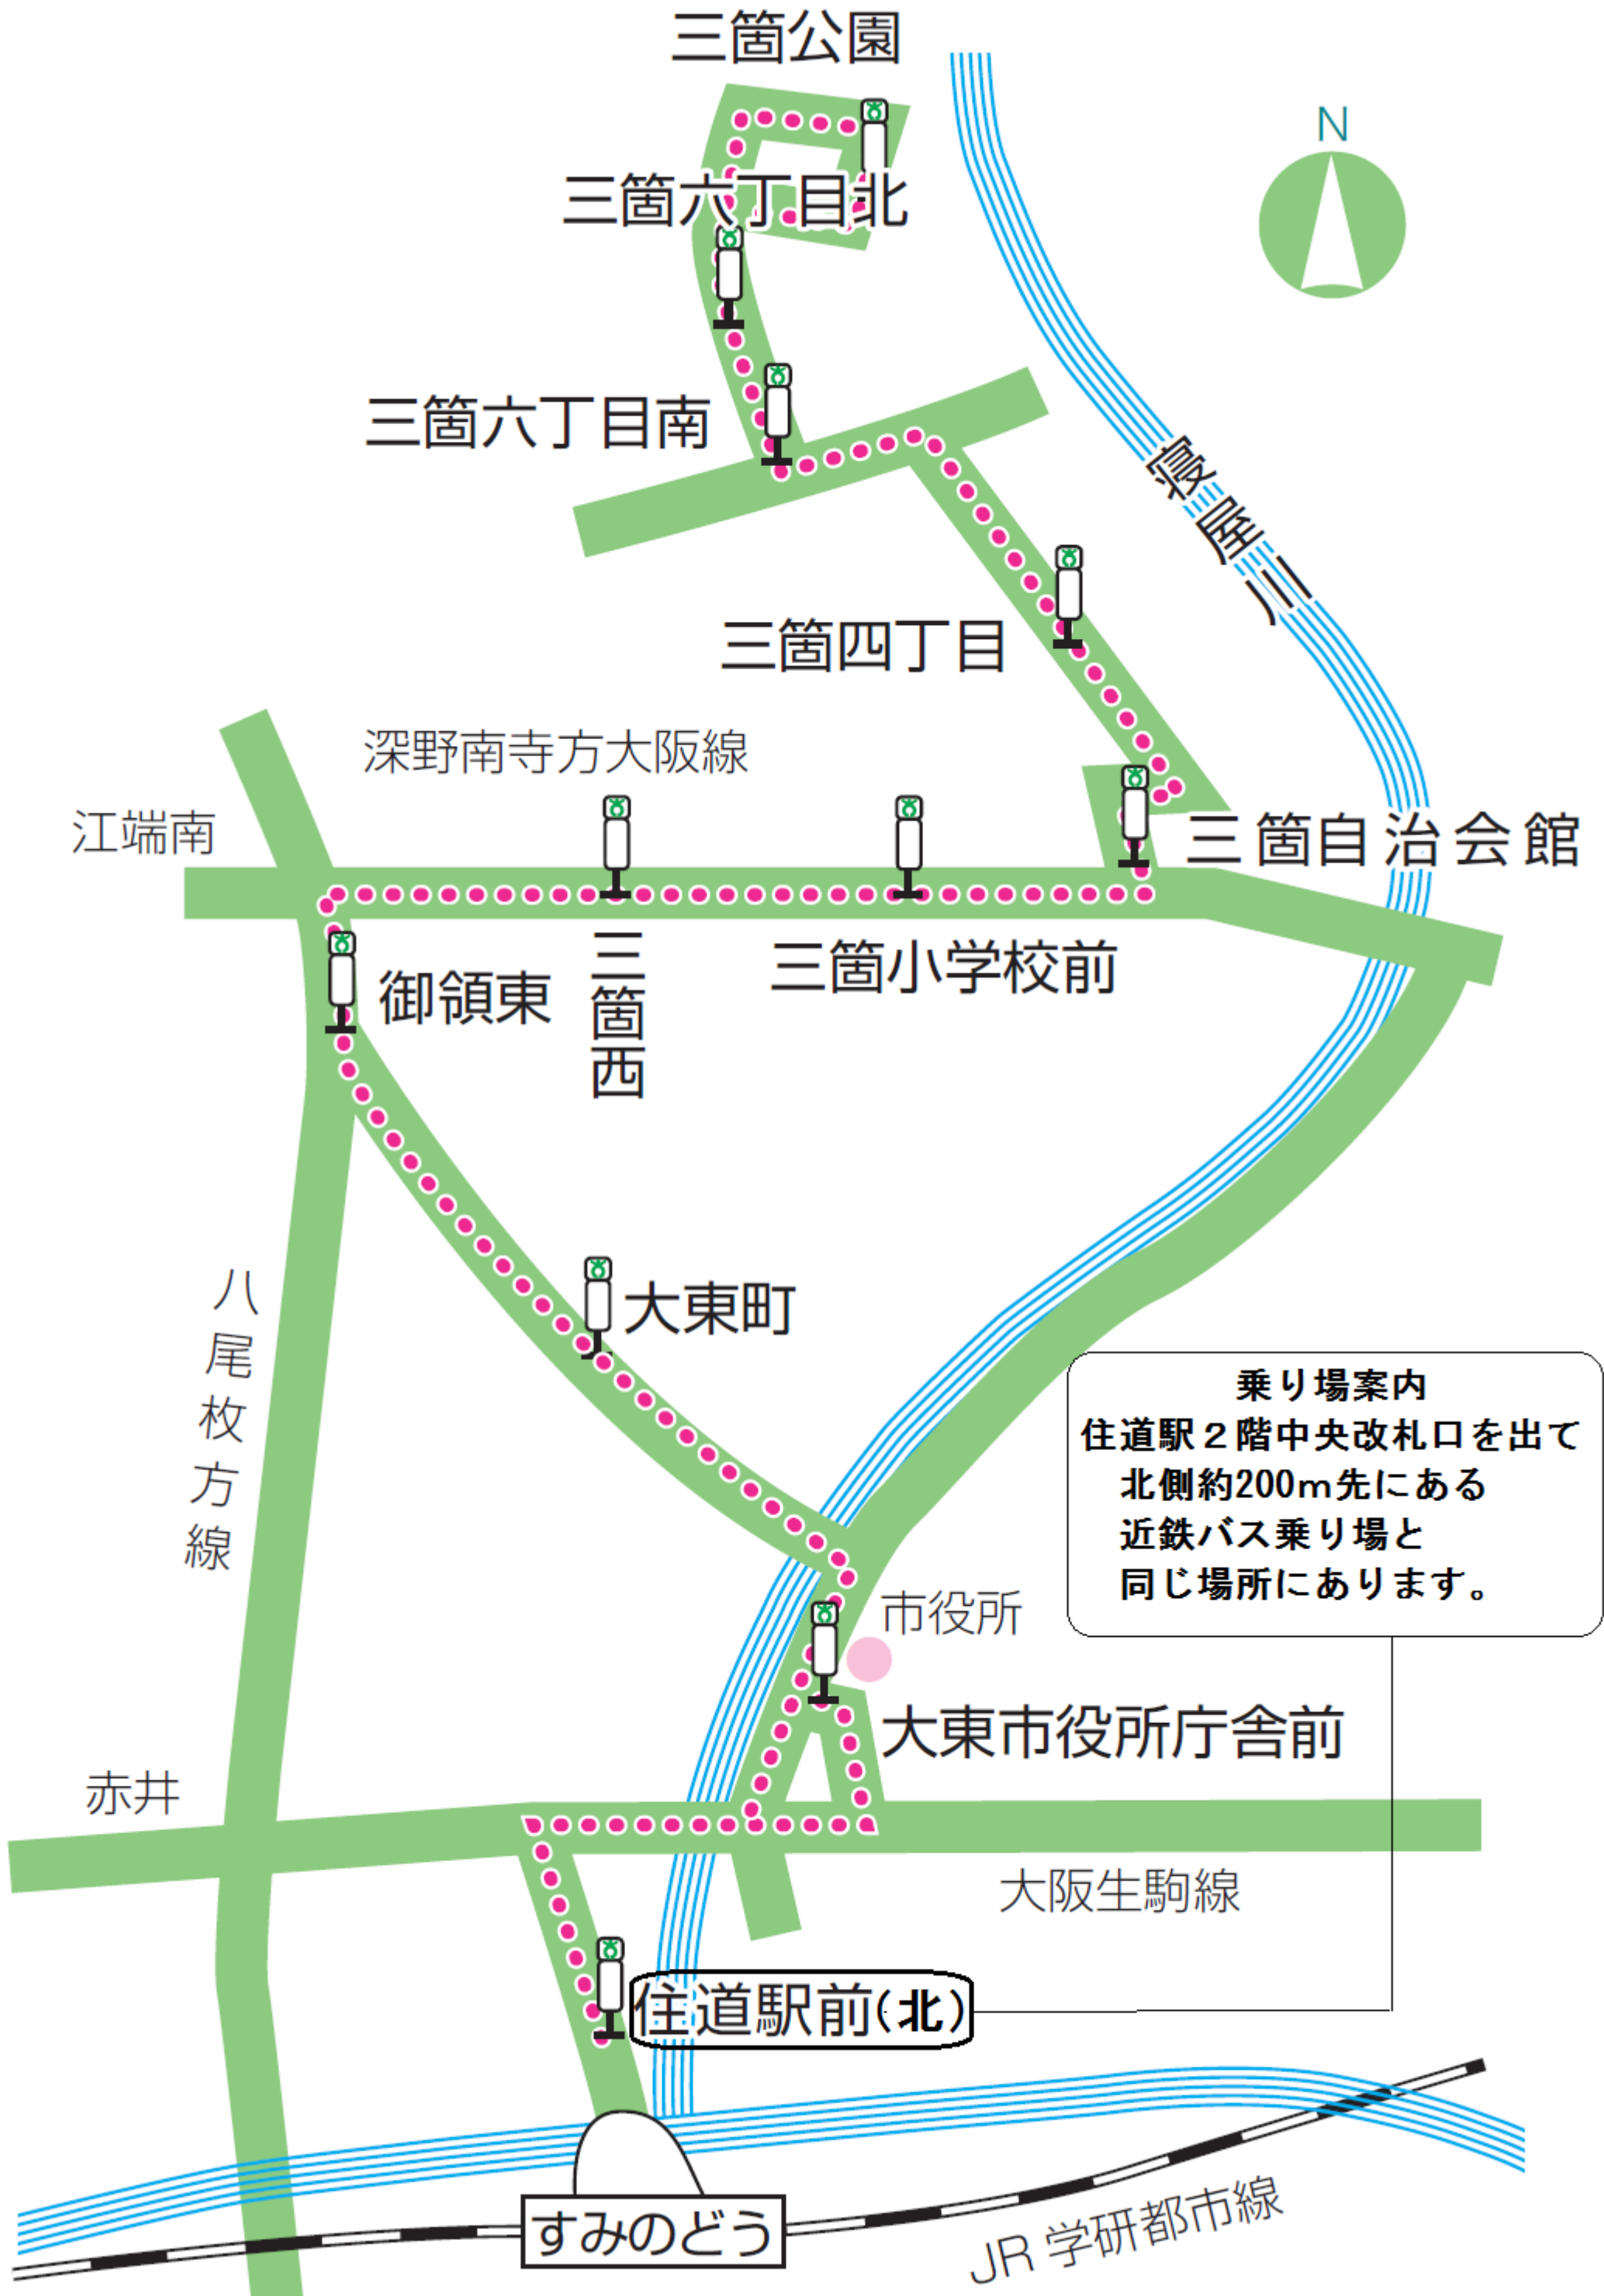 三箇公園
N
三箇六丁目北
三箇六丁目南
寝屋川
三箇四丁目
深野南寺方大阪線
江端南
三箇自治会館
三箇西
三箇小学校前
御領東
八尾枚方線
大東町
乗り場案内
住道駅2階中央改札口を出て
北側約200m先にある
近鉄バス乗り場と
同じ場所にあります。
市役所
大東市役所庁舎前
赤井
大阪生駒線
住道駅前(北)
すみのどう
JR 学研都市線